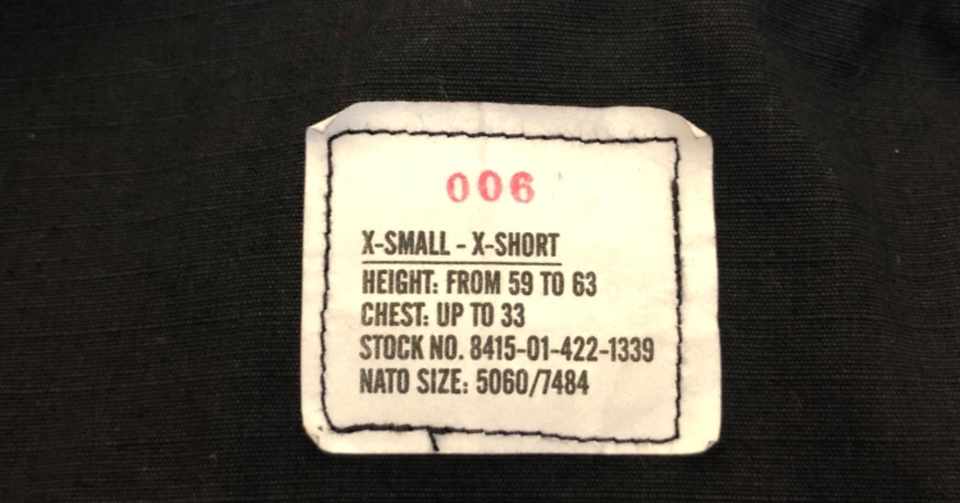 006
X-SMALL - X-SHORT
HEIGHT: FROM 59 TO 63
CHEST: UP TO 33
STOCK NO. 8415-01-422-1339
NATO SIZE: 5060/7484